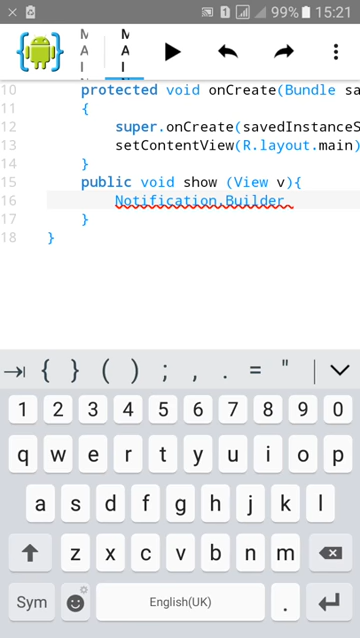 1 99% 15:21
M A I N
M A I N
10 protected void onCreate(Bundle sa
11 {
12 super.onCreate(savedInstanceS
13 setContentView(R.layout.main)
14 }
15 public void show (View v){
16 Notification.Builder
17 }
18 }
{ } ( ) ; , . = " |
1 2 3 4 5 6 7 8 9 0
q w e r t y u i o p
a s d f g h j k l
z x c v b n m
Sym English(UK) .